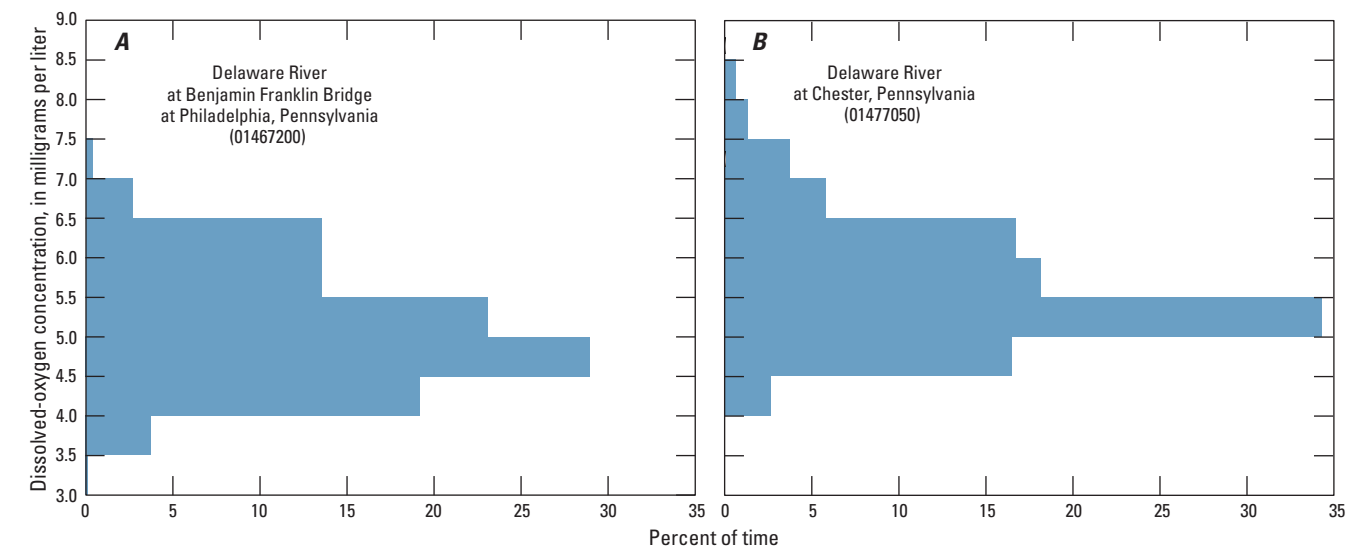 Dissolved-oxygen concentration, in milligrams per liter
9.0
8.5
8.0
7.5
7.0
6.5
6.0
5.5
5.0
4.5
4.0
3.5
3.0
A
Delaware River
at Benjamin Franklin Bridge
at Philadelphia, Pennsylvania
(01467200)
0 5 10 15 20 25 30 35
B
Delaware River
at Chester, Pennsylvania
(01477050)
0 5 10 15 20 25 30 35
Percent of time